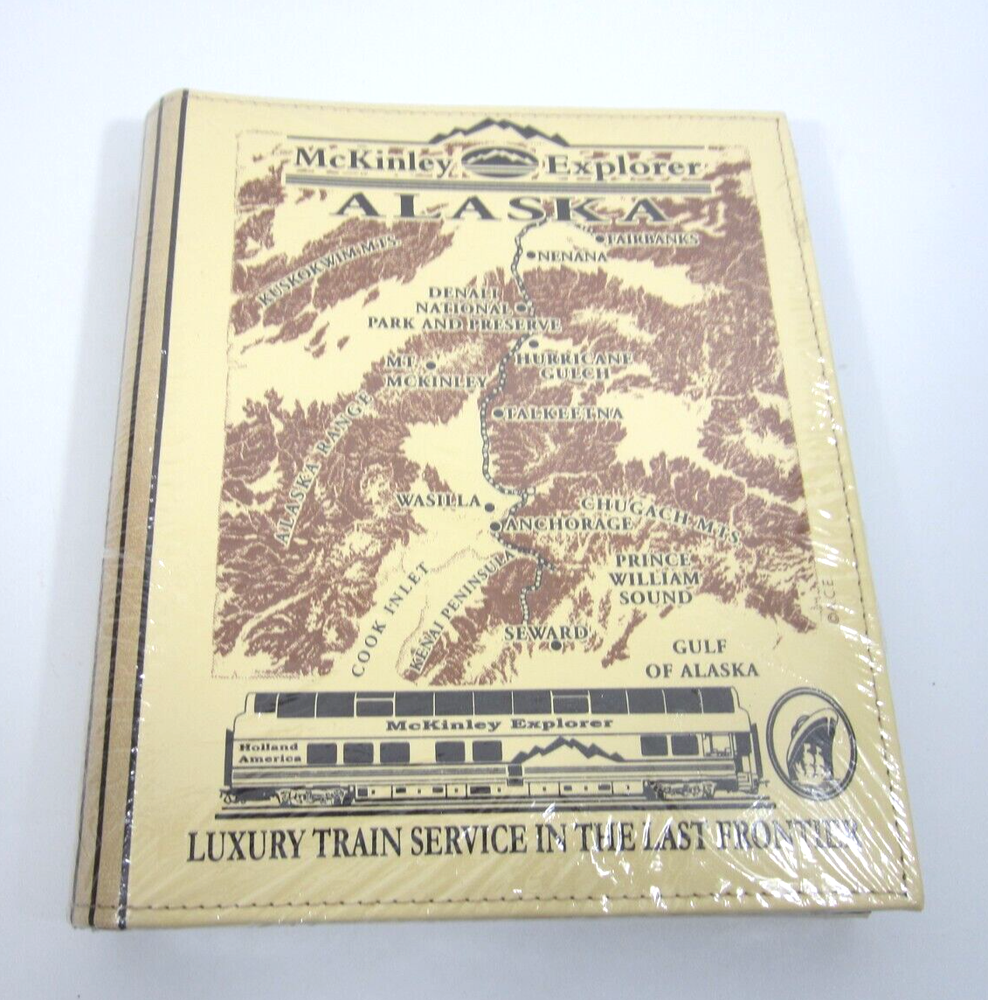 McKinley Explorer
ALASKA
FAIRBANKS
NENANA
KUSKOKWIM MTS.
DENALI
NATIONAL
PARK AND PRESERVE
HURRICANE
GULCH
MT.
MCKINLEY
TALKEETNA
ALASKA RANGE
WASILLA
CHUGACH MTS.
ANCHORAGE
PRINCE
WILLIAM
SOUND
COOK INLET
KENAI PENINSULA
SEWARD
GULF
OF ALASKA
McKinley Explorer
Holland
America
LUXURY TRAIN SERVICE IN THE LAST FRONTIER